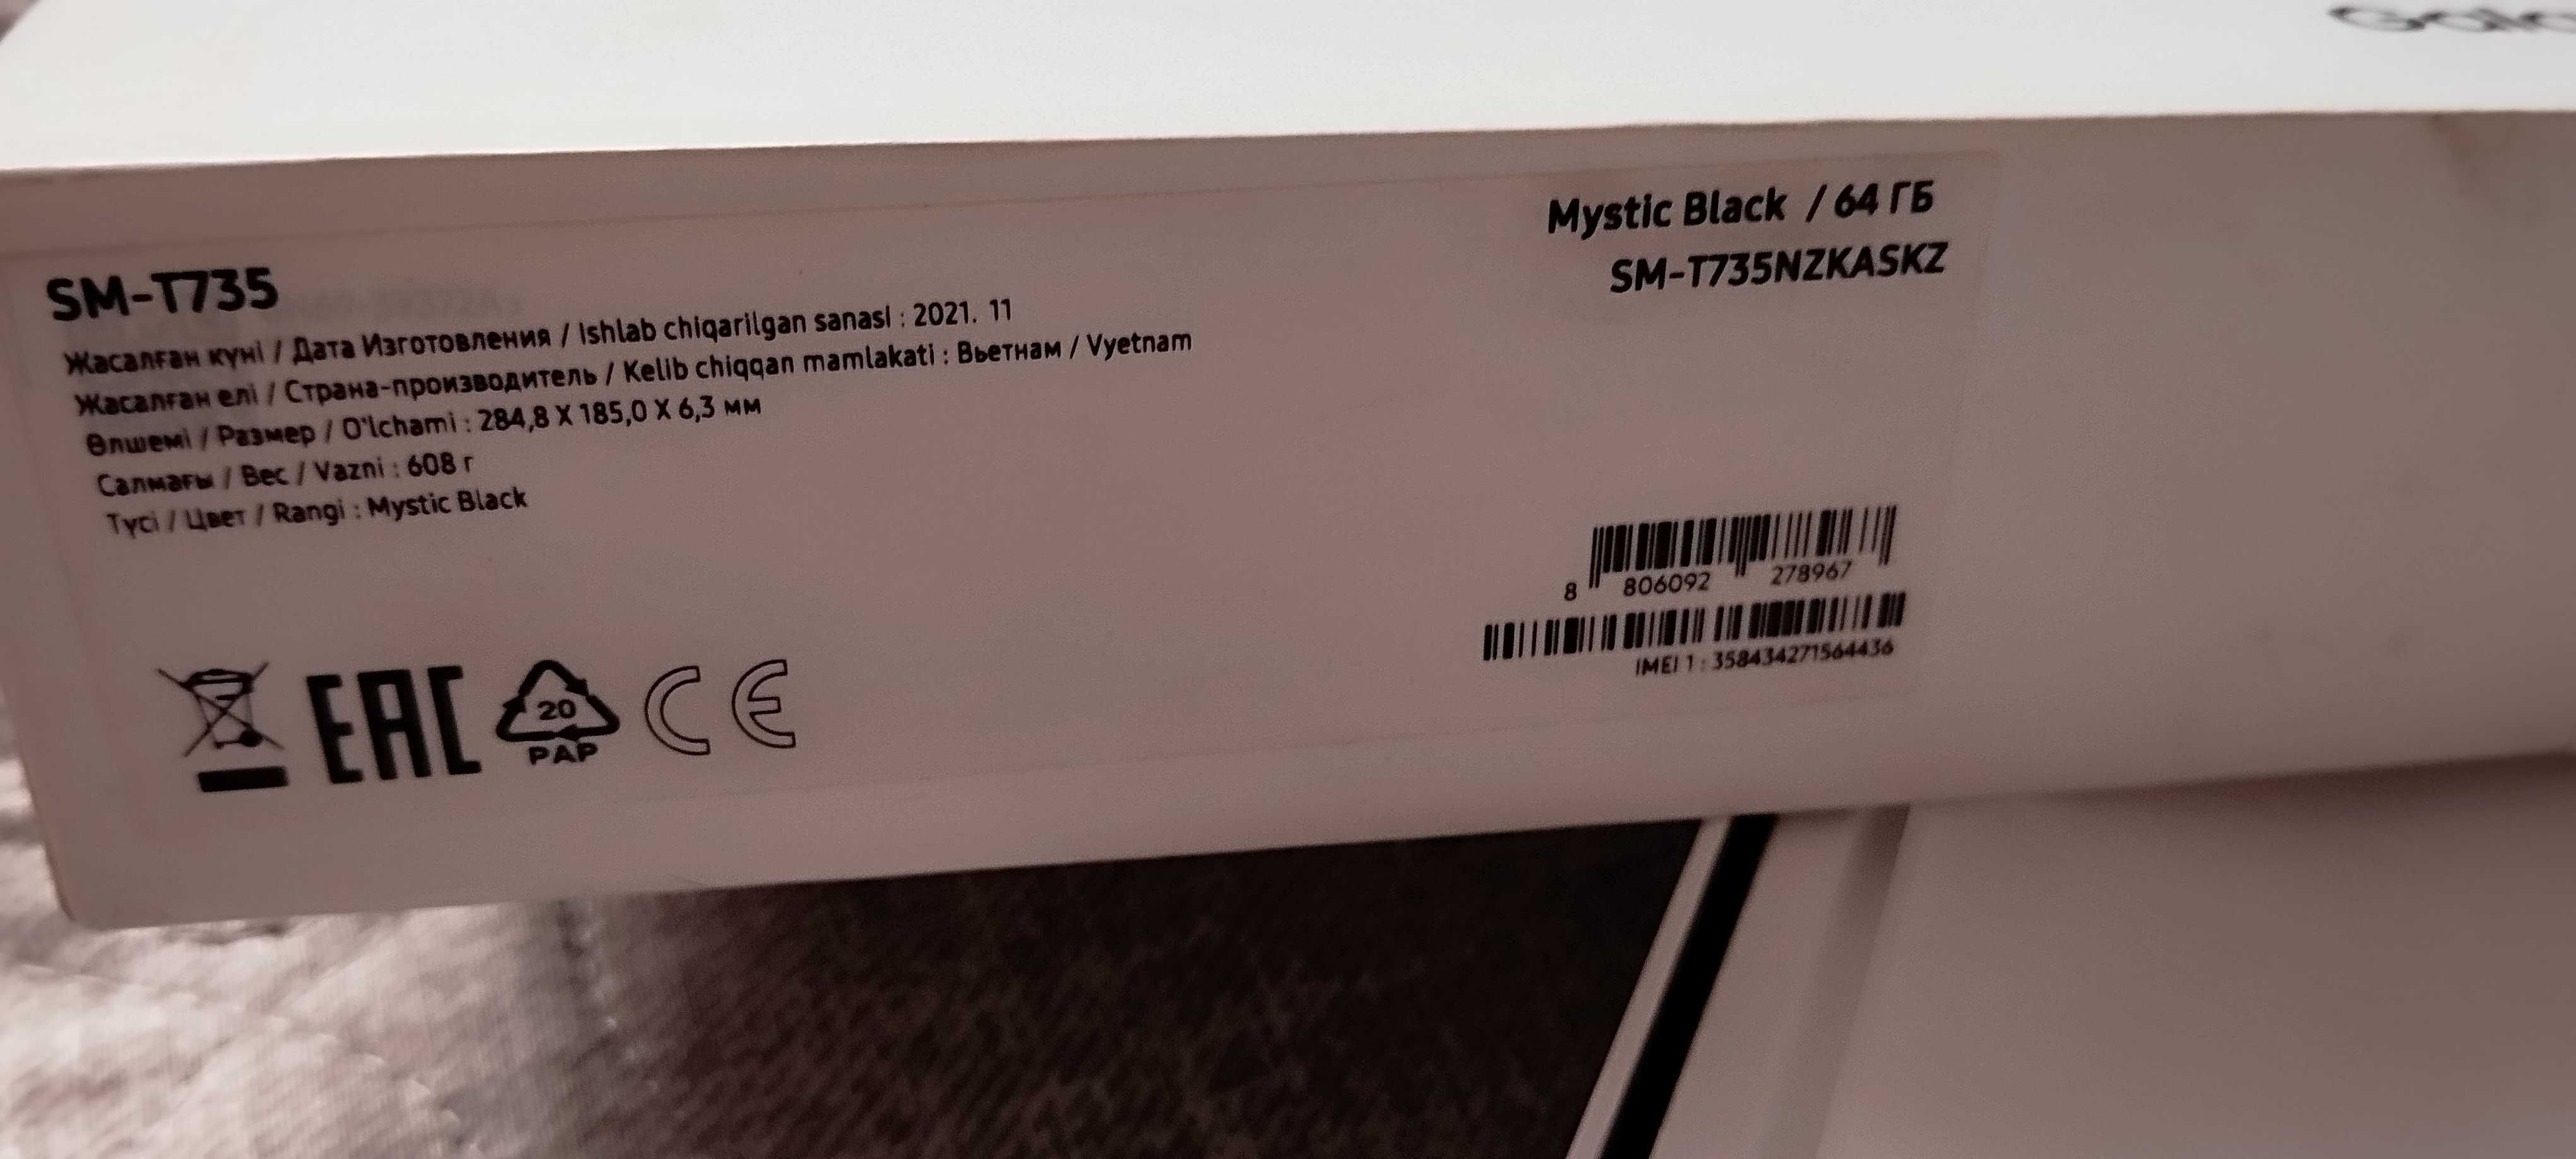 SM-T735
Жасалған күні / Дата Изготовления / Ishlab chiqarilgan sanasi : 2021. 11
Жасалған елі / Страна-производитель / Kelib chiqqan mamlakati : Вьетнам / Vyetnam
Өлшемі / Размер / O'lchami : 284,8 X 185,0 X 6,3 мм
Салмағы / Вес / Vazni : 608 г
Түсі / Цвет / Rangi : Mystic Black
Mystic Black / 64 ГБ
SM-T735NZKASKZ
8 806092 278967
IMEI 1 : 358434271564436
EAC
20
PAP
CE